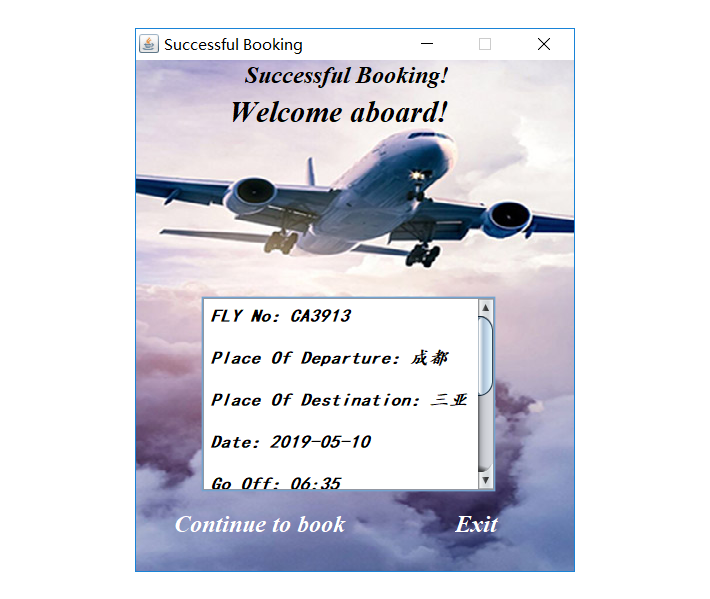 Successful Booking
Successful Booking!
Welcome aboard!
FLY No: CA3913
Place Of Departure: 成都
Place Of Destination: 三亚
Date: 2019-05-10
Go Off: 06:35
Continue to book Exit